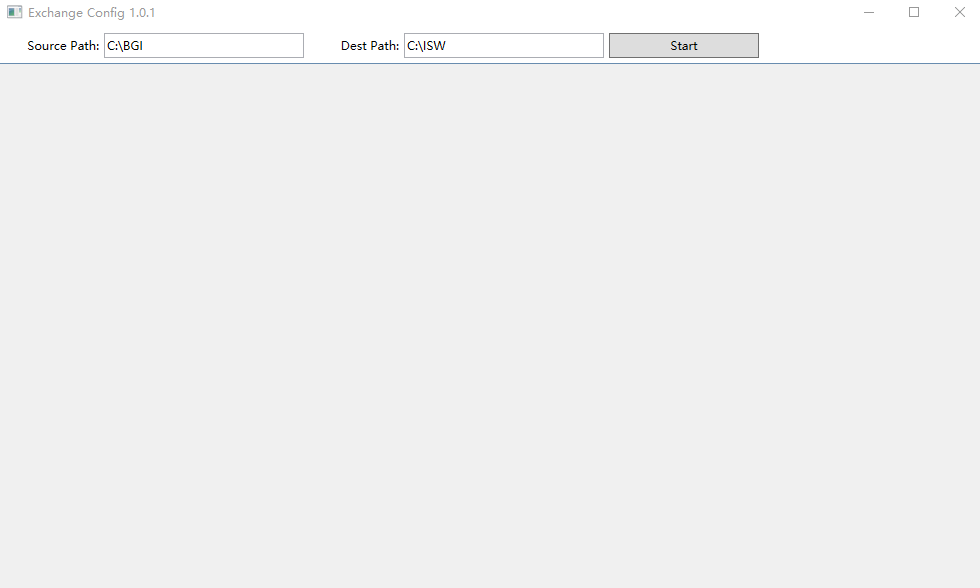 Exchange Config 1.0.1
Source Path: C:\BGI Dest Path: C:\ISW Start